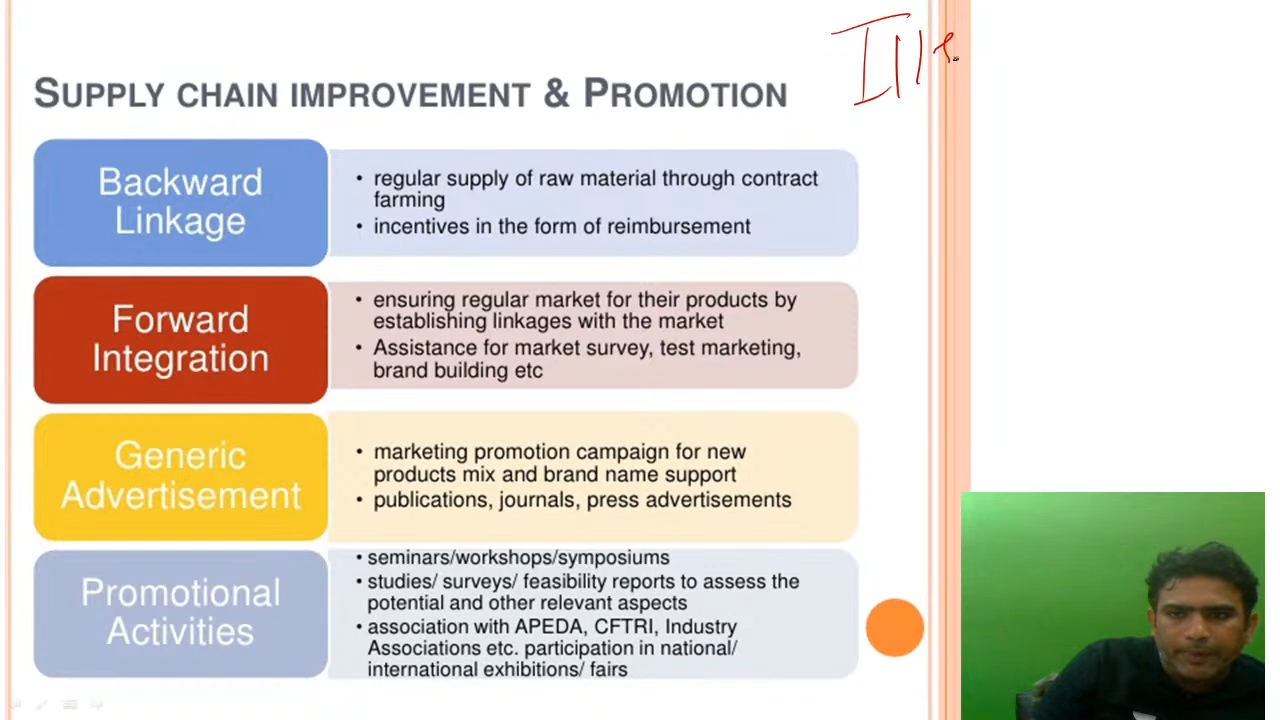 SUPPLY CHAIN IMPROVEMENT & PROMOTION
Backward
Linkage
• regular supply of raw material through contract
farming
• incentives in the form of reimbursement
Forward
Integration
• ensuring regular market for their products by
establishing linkages with the market
• Assistance for market survey, test marketing,
brand building etc
Generic
Advertisement
• marketing promotion campaign for new
products mix and brand name support
• publications, journals, press advertisements
Promotional
Activities
• seminars/workshops/symposiums
• studies/ surveys/ feasibility reports to assess the
potential and other relevant aspects
• association with APEDA, CFTRI, Industry
Associations etc. participation in national/
international exhibitions/ fairs